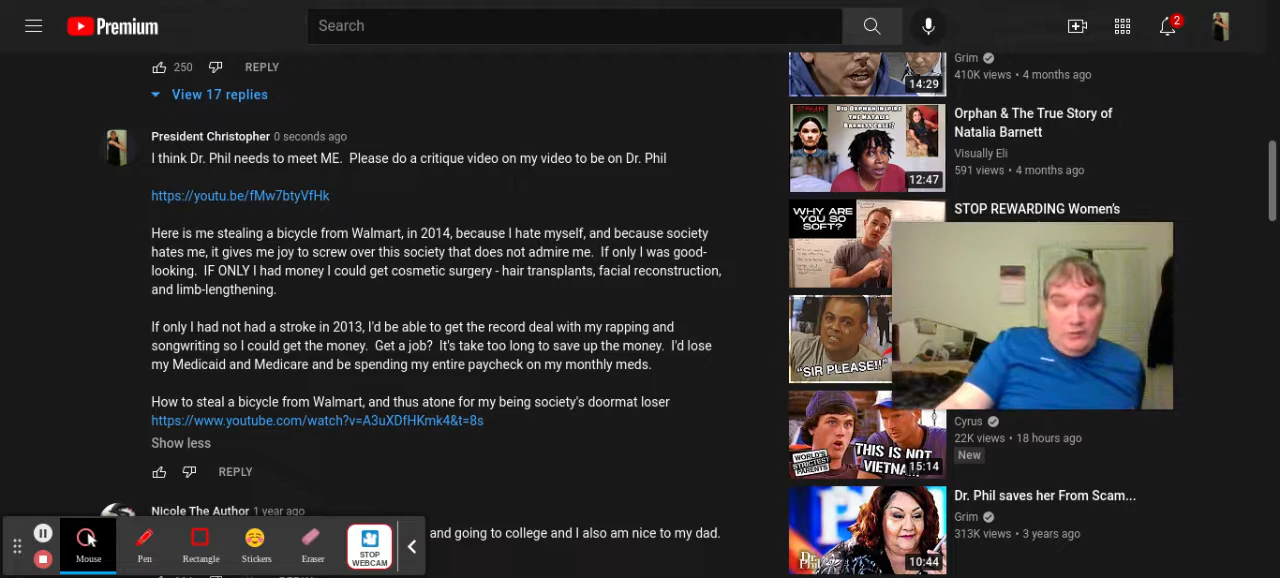 Premium
Search
2
250
REPLY
View 17 replies
President Christopher 0 seconds ago
I think Dr. Phil needs to meet ME.  Please do a critique video on my video to be on Dr. Phil
https://youtu.be/fMw7btyVfHk
Here is me stealing a bicycle from Walmart, in 2014, because I hate myself, and because society
hates me, it gives me joy to screw over this society that does not admire me.  If only I was good-
looking.  IF ONLY I had money I could get cosmetic surgery - hair transplants, facial reconstruction,
and limb-lengthening.
If only I had not had a stroke in 2013, I'd be able to get the record deal with my rapping and
songwriting so I could get the money.  Get a job?  It's take too long to save up the money.  I'd lose
my Medicaid and Medicare and be spending my entire paycheck on my monthly meds.
How to steal a bicycle from Walmart, and thus atone for my being society's doormat loser
https://www.youtube.com/watch?v=A3uXDfHKmk4&t=8s
Show less
REPLY
Nicole The Author 1 year ago
and going to college and I also am nice to my dad.
Mouse
Pen
Rectangle
Stickers
Eraser
STOP
WEBCAM
14:29
Grim
410K views • 4 months ago
12:47
Orphan & The True Story of
Natalia Barnett
Visually Eli
591 views • 4 months ago
WHY ARE
YOU SO
SOFT?
STOP REWARDING Women's
"SIR PLEASE!!"
WORLD'S
STRICTEST
PARENTS
THIS IS NOT
15:14
Cyrus
22K views • 18 hours ago
New
Dr. Phil
10:44
Dr. Phil saves her From Scam...
Grim
313K views • 3 years ago